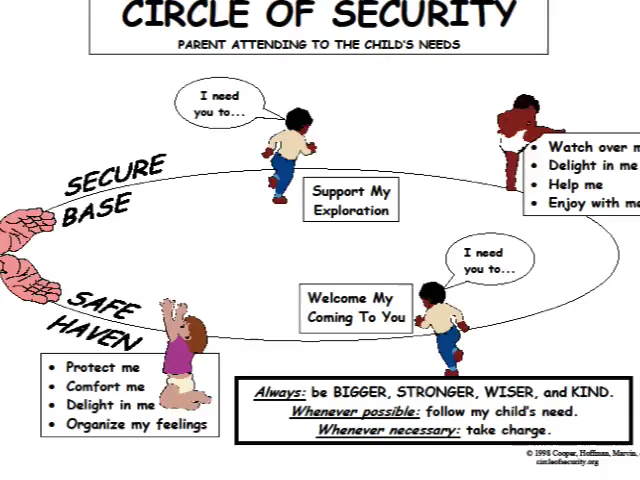 CIRCLE OF SECURITY
PARENT ATTENDING TO THE CHILD'S NEEDS
I need
you to...
SECURE
BASE
Support My
Exploration
• Watch over
• Delight in me
• Help me
• Enjoy with me
I need
you to...
Welcome My
Coming To You
SAFE
HAVEN
• Protect me
• Comfort me
• Delight in me
• Organize my feelings
Always: be BIGGER, STRONGER, WISER, and KIND.
Whenever possible: follow my child's need.
Whenever necessary: take charge.
© 1998 Cooper, Hoffman, Marvin,
circleofsecurity.org